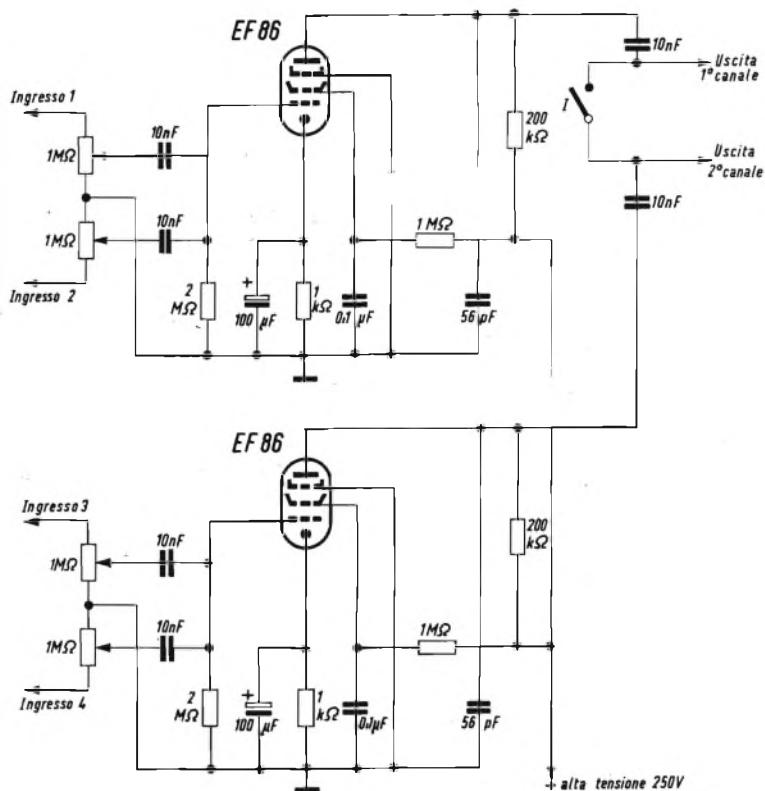 EF86
10nF
Uscita
1° canale
Ingresso 1
I
10nF
200
kΩ
1MΩ
Uscita
2° canale
10nF
10nF
1MΩ
1 MΩ
Ingresso 2
2
MΩ
+
100 µF
1
kΩ
0.1 µF
56 pF
EF86
Ingresso 3
10nF
200
kΩ
1MΩ
10nF
1MΩ
1MΩ
Ingresso 4
2
MΩ
+
100 µF
1
kΩ
0.1µF
56 pF
+ alta tensione 250V